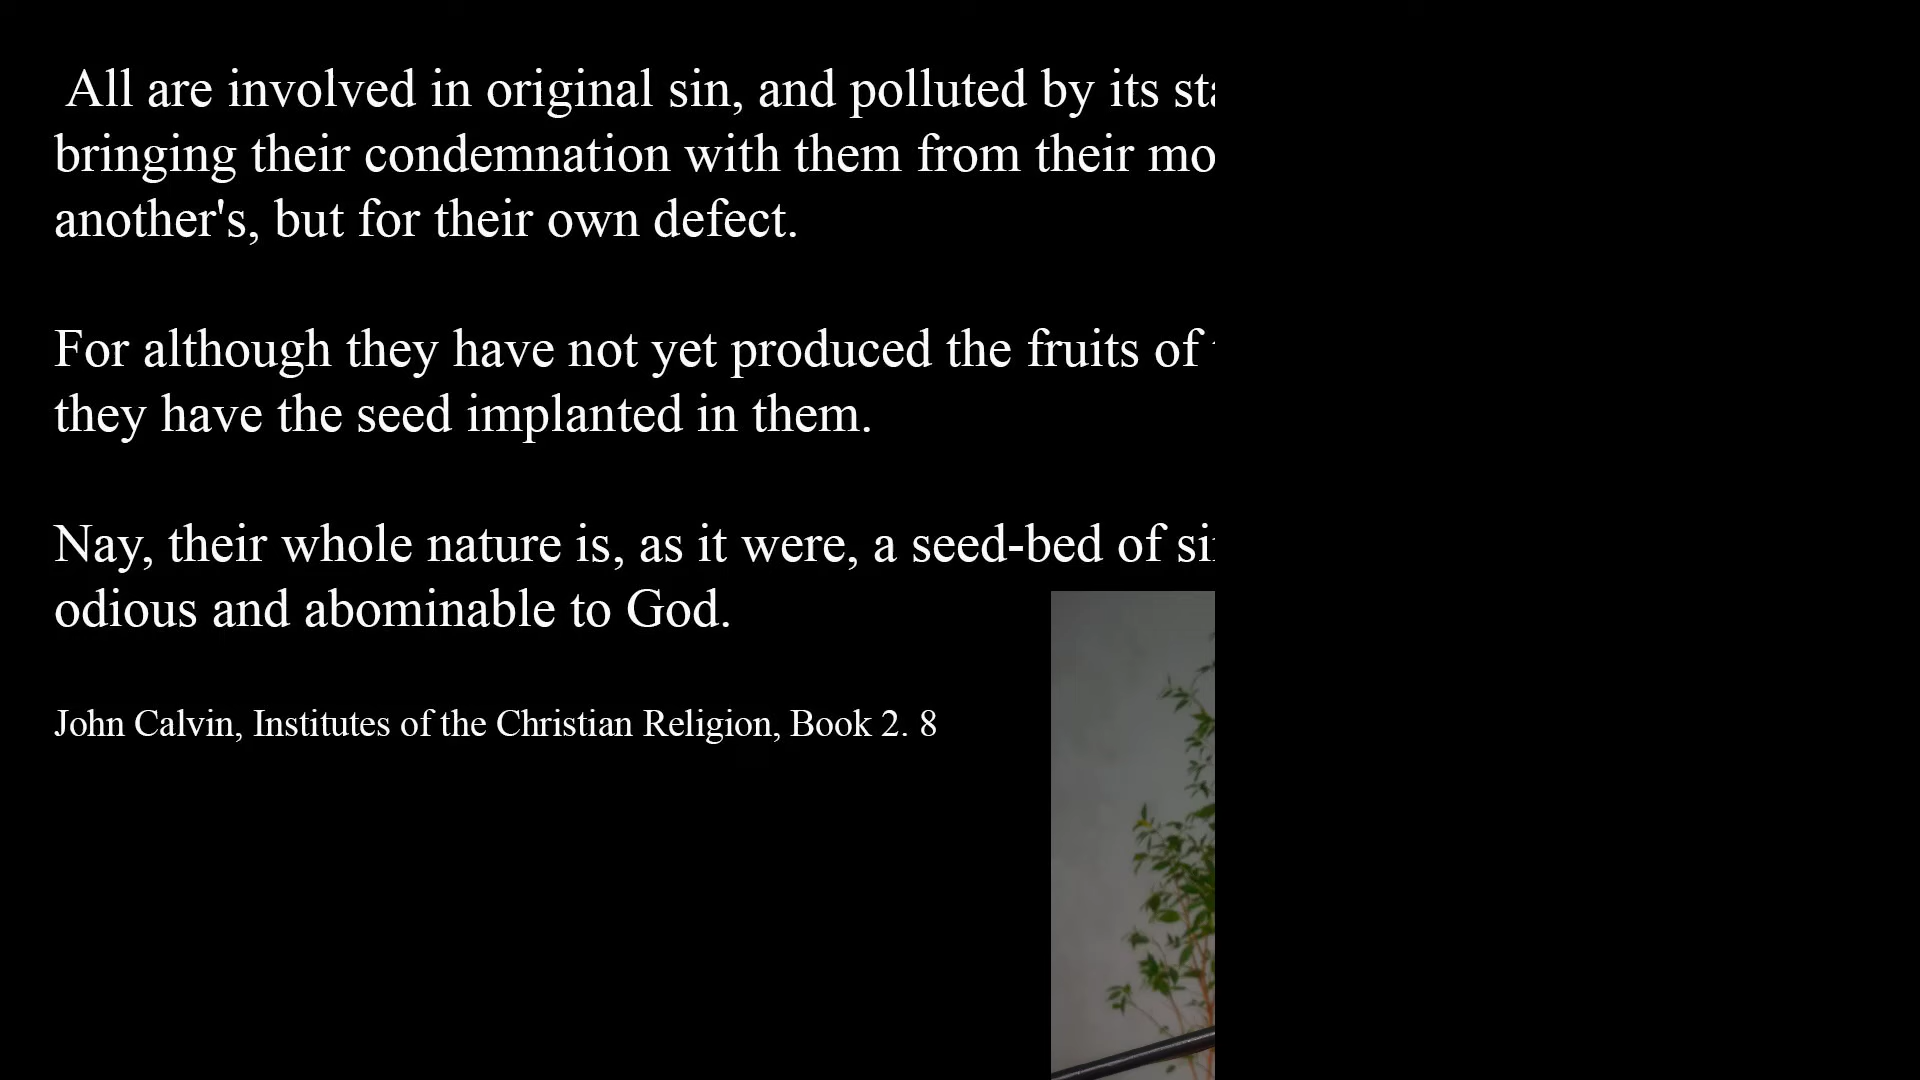 All are involved in original sin, and polluted by its
bringing their condemnation with them from their
another's, but for their own defect.
For although they have not yet produced the fruits of
they have the seed implanted in them.
Nay, their whole nature is, as it were, a seed-bed of
odious and abominable to God.
John Calvin, Institutes of the Christian Religion, Book 2. 8